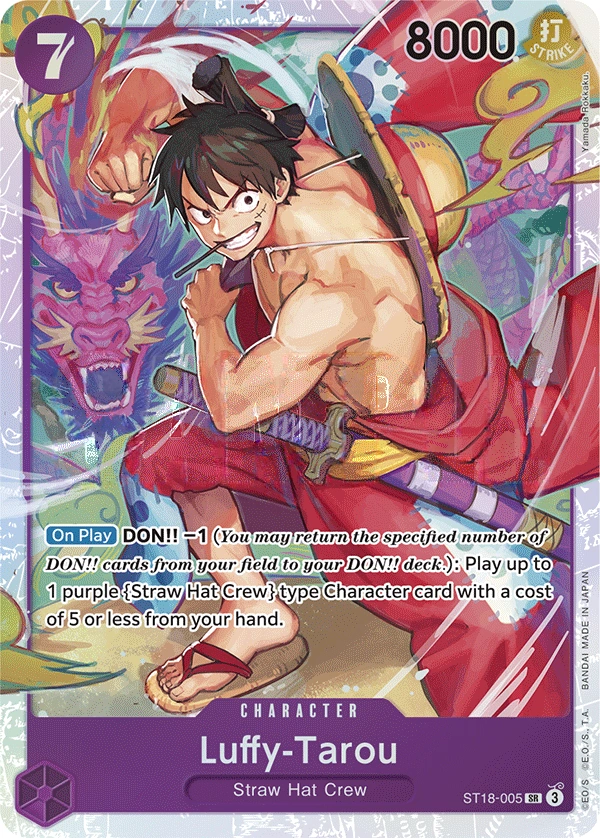 7
8000
打
STRIKE
Yamada Rokkaku.
On Play DON!! −1 (You may return the specified number of
DON!! cards from your field to your DON!! deck.): Play up to
1 purple {Straw Hat Crew} type Character card with a cost
of 5 or less from your hand.
©EO/S ©E.O./S., T.A. BANDAI MADE IN JAPAN
CHARACTER
Luffy-Tarou
Straw Hat Crew
ST18-005 SR 3